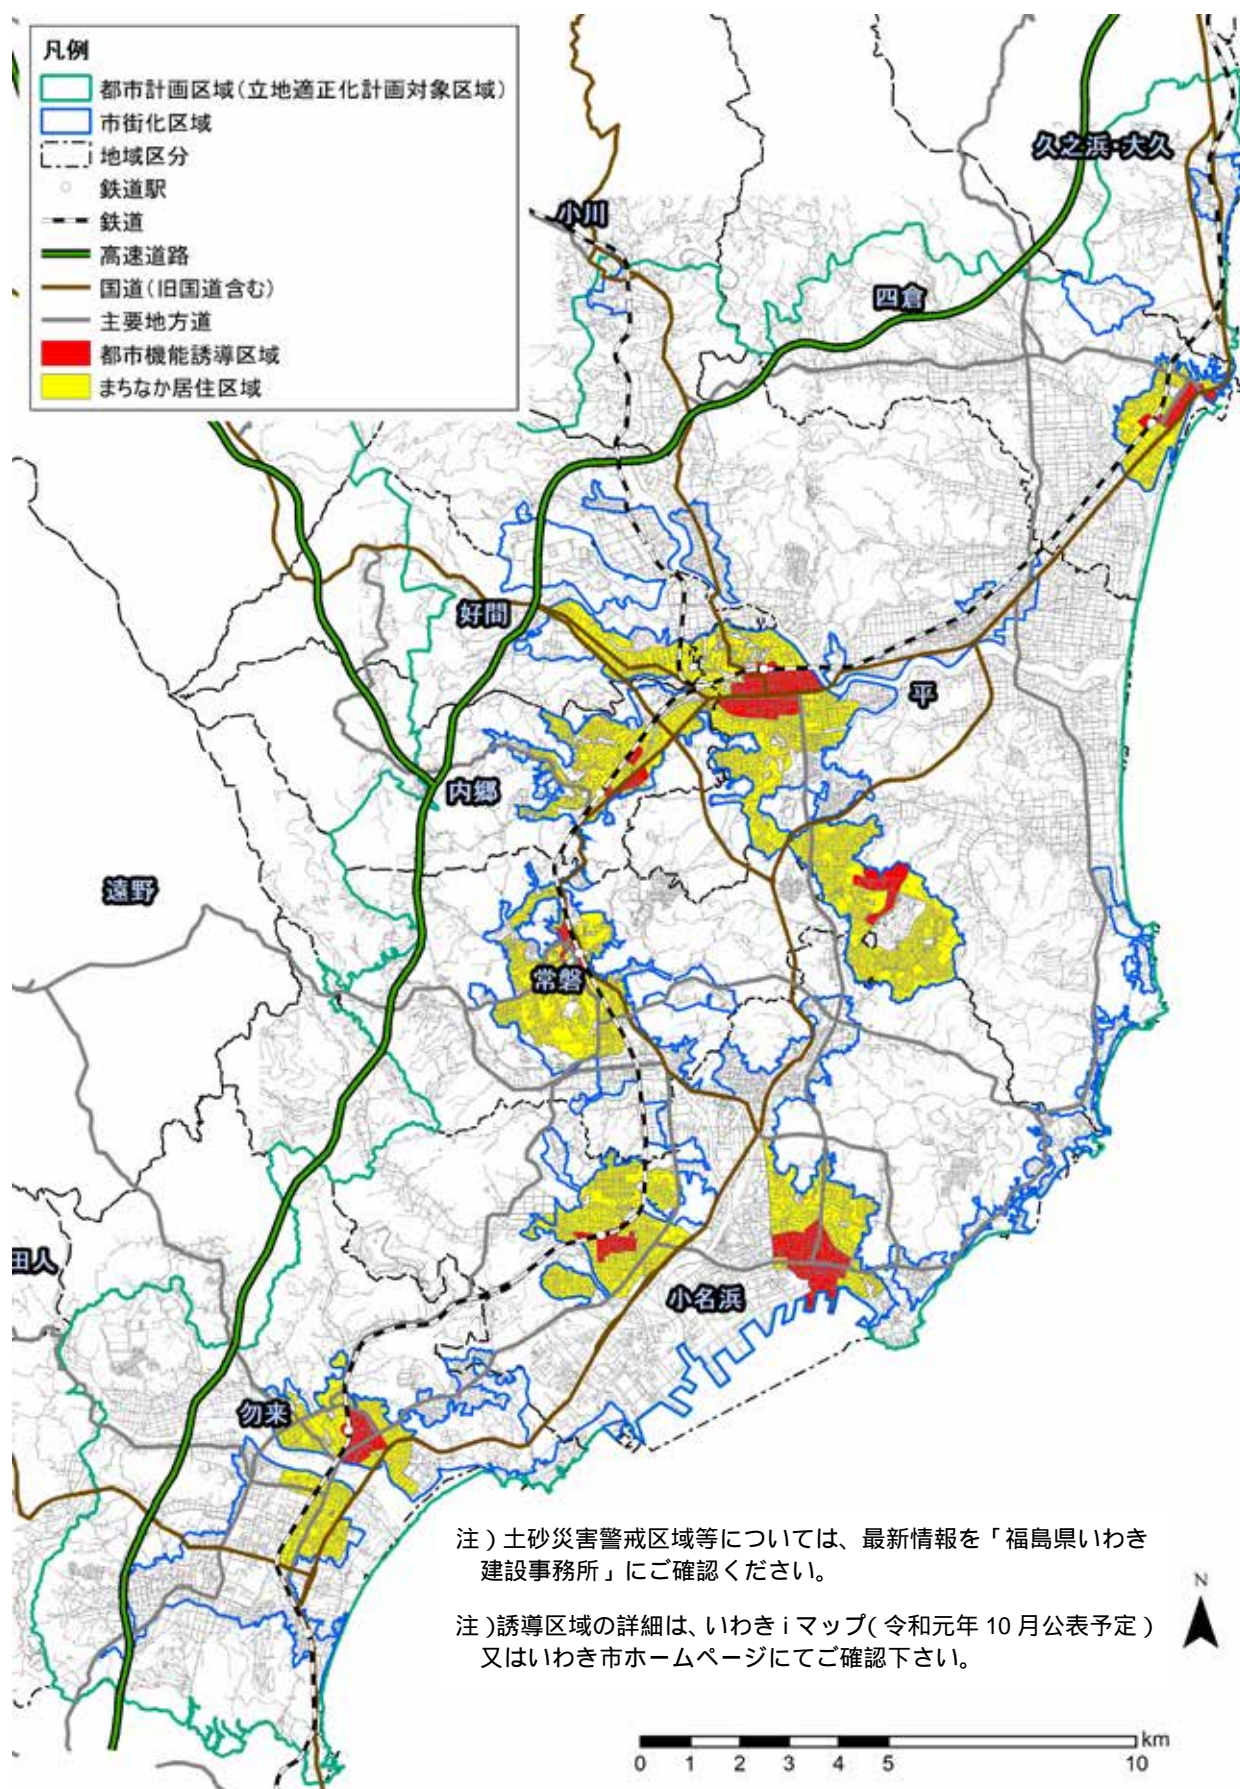 凡例
都市計画区域(立地適正化計画対象区域)
市街化区域
地域区分
鉄道駅
鉄道
高速道路
国道(旧国道含む)
主要地方道
都市機能誘導区域
まちなか居住区域
久之浜・大久
小川
四倉
好間
平
内郷
遠野
常磐
田人
小名浜
勿来
注)土砂災害警戒区域等については、最新情報を「福島県いわき
建設事務所」にご確認ください。
注)誘導区域の詳細は、いわき i マップ(令和元年 10 月公表予定)
又はいわき市ホームページにてご確認下さい。
N
km
0 1 2 3 4 5 10